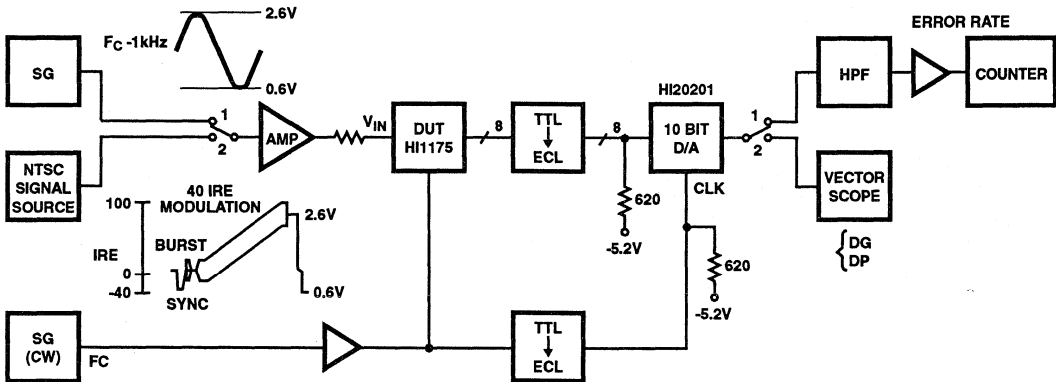 2.6V
ERROR RATE
F_C -1kHz
SG
HPF
COUNTER
0.6V
HI20201
1
V_IN
TTL
ECL
8
8
1
2
AMP
DUT
HI1175
10 BIT
D/A
2
NTSC
SIGNAL
SOURCE
CLK
VECTOR
SCOPE
40 IRE
MODULATION
100
2.6V
620
-5.2V
BURST
IRE
0
-40
SYNC
0.6V
620
-5.2V
DG
DP
SG
(CW)
FC
TTL
ECL